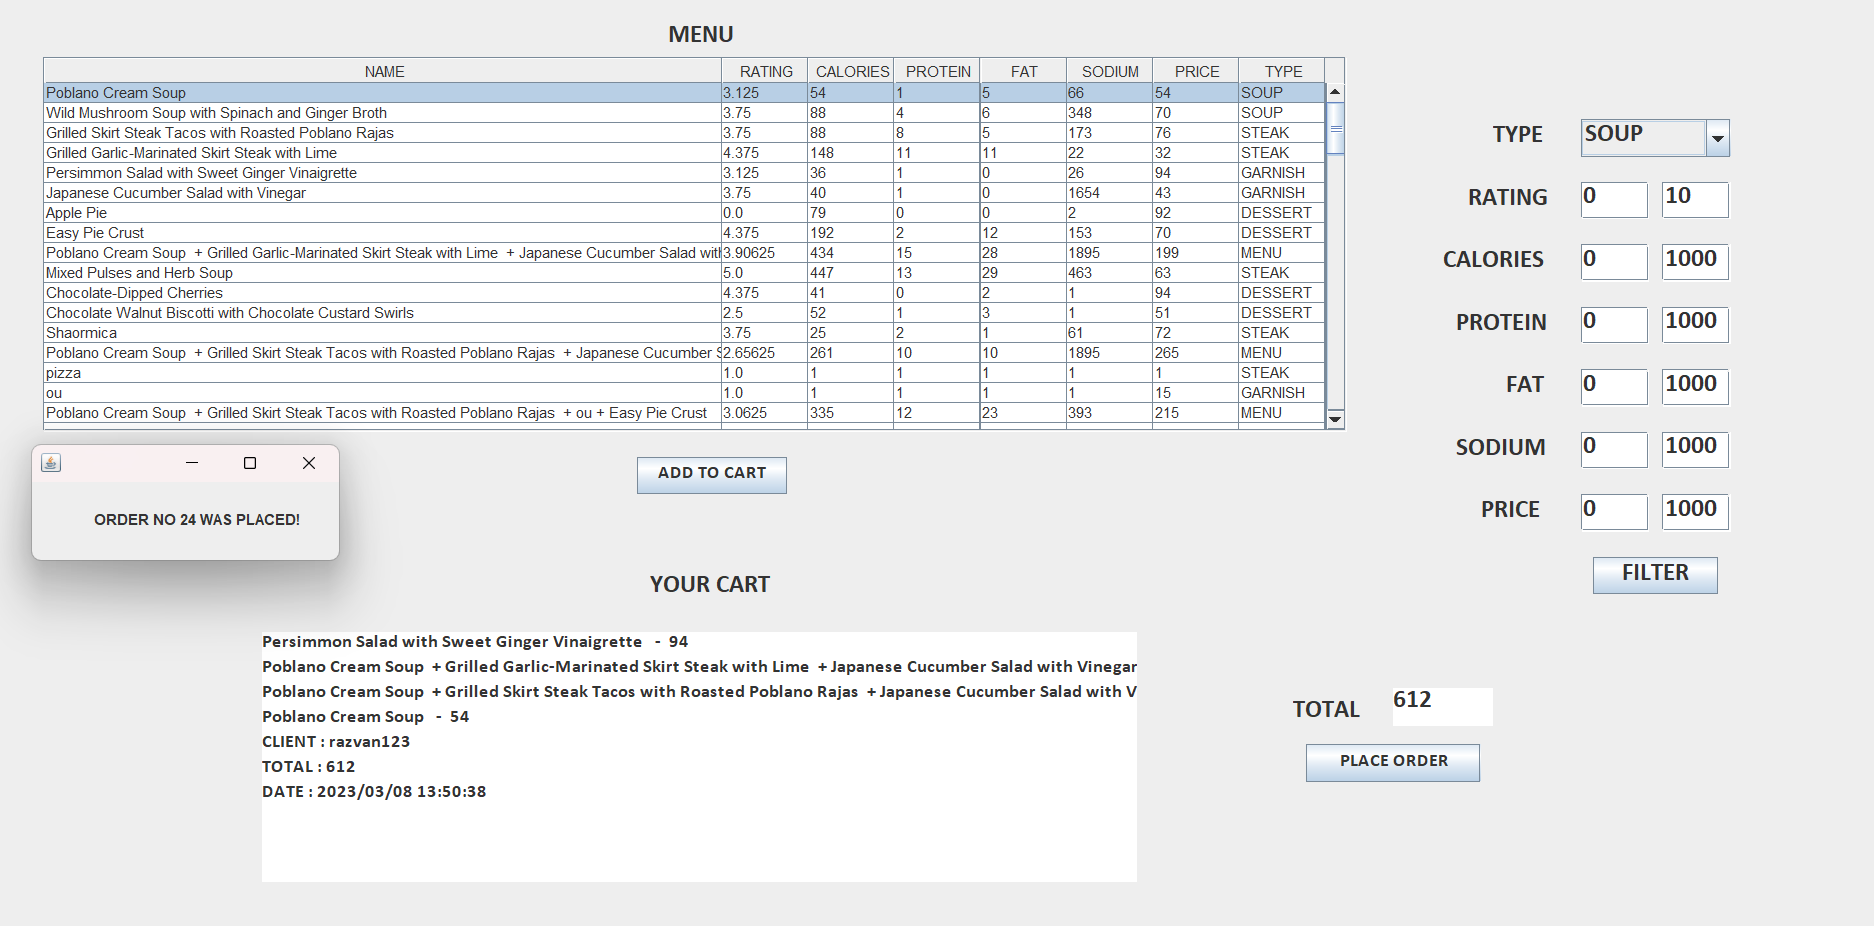 MENU
NAME RATING CALORIES PROTEIN FAT SODIUM PRICE TYPE
Poblano Cream Soup 3.125 54 1 5 66 54 SOUP
Wild Mushroom Soup with Spinach and Ginger Broth 3.75 88 4 6 348 70 SOUP
Grilled Skirt Steak Tacos with Roasted Poblano Rajas 3.75 88 8 5 173 76 STEAK
Grilled Garlic-Marinated Skirt Steak with Lime 4.375 148 11 11 22 32 STEAK
Persimmon Salad with Sweet Ginger Vinaigrette 3.125 36 1 0 26 94 GARNISH
Japanese Cucumber Salad with Vinegar 3.75 40 1 0 1654 43 GARNISH
Apple Pie 0.0 79 0 0 2 92 DESSERT
Easy Pie Crust 4.375 192 2 12 153 70 DESSERT
Poblano Cream Soup + Grilled Garlic-Marinated Skirt Steak with Lime + Japanese Cucumber Salad wit 3.90625 434 15 28 1895 199 MENU
Mixed Pulses and Herb Soup 5.0 447 13 29 463 63 STEAK
Chocolate-Dipped Cherries 4.375 41 0 2 1 94 DESSERT
Chocolate Walnut Biscotti with Chocolate Custard Swirls 2.5 52 1 3 1 51 DESSERT
Shaormica 3.75 25 2 1 61 72 STEAK
Poblano Cream Soup + Grilled Skirt Steak Tacos with Roasted Poblano Rajas + Japanese Cucumber S 2.65625 261 10 10 1895 265 MENU
pizza 1.0 1 1 1 1 1 STEAK
ou 1.0 1 1 1 1 15 GARNISH
Poblano Cream Soup + Grilled Skirt Steak Tacos with Roasted Poblano Rajas + ou + Easy Pie Crust 3.0625 335 12 23 393 215 MENU
ADD TO CART
ORDER NO 24 WAS PLACED!
TYPE SOUP
RATING 0 10
CALORIES 0 1000
PROTEIN 0 1000
FAT 0 1000
SODIUM 0 1000
PRICE 0 1000
FILTER
YOUR CART
Persimmon Salad with Sweet Ginger Vinaigrette - 94
Poblano Cream Soup + Grilled Garlic-Marinated Skirt Steak with Lime + Japanese Cucumber Salad with Vinegar
Poblano Cream Soup + Grilled Skirt Steak Tacos with Roasted Poblano Rajas + Japanese Cucumber Salad with V
Poblano Cream Soup - 54
CLIENT : razvan123
TOTAL : 612
DATE : 2023/03/08 13:50:38
TOTAL 612
PLACE ORDER